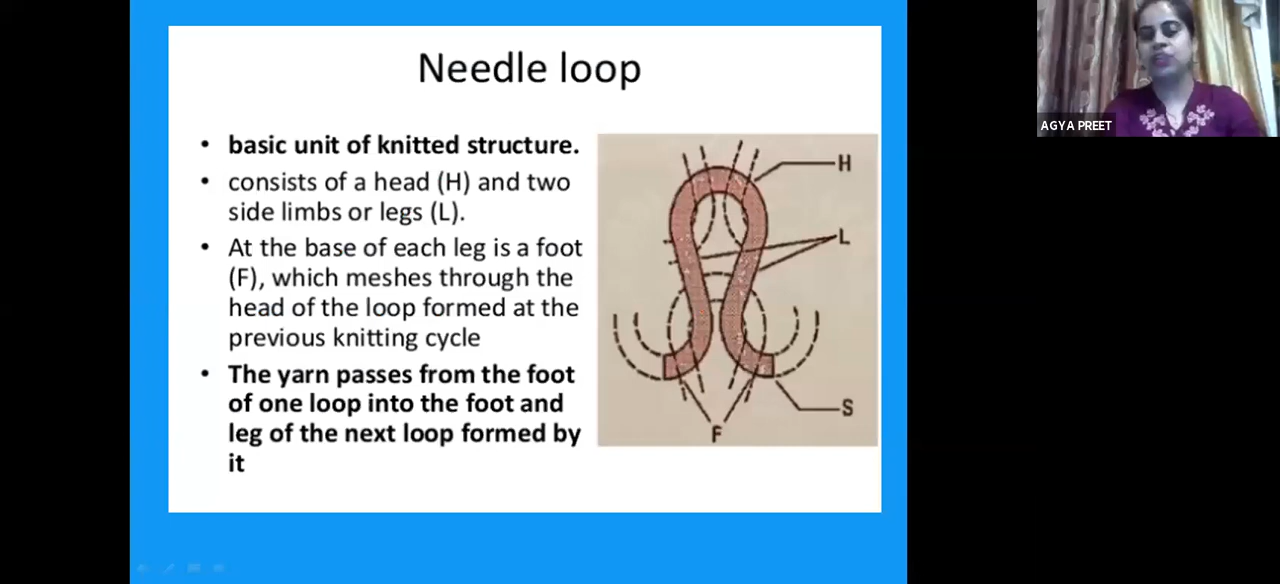 Needle loop
• basic unit of knitted structure.
• consists of a head (H) and two
side limbs or legs (L).
• At the base of each leg is a foot
(F), which meshes through the
head of the loop formed at the
previous knitting cycle
• The yarn passes from the foot
of one loop into the foot and
leg of the next loop formed by
it
H
L
S
F
AGYA PREET